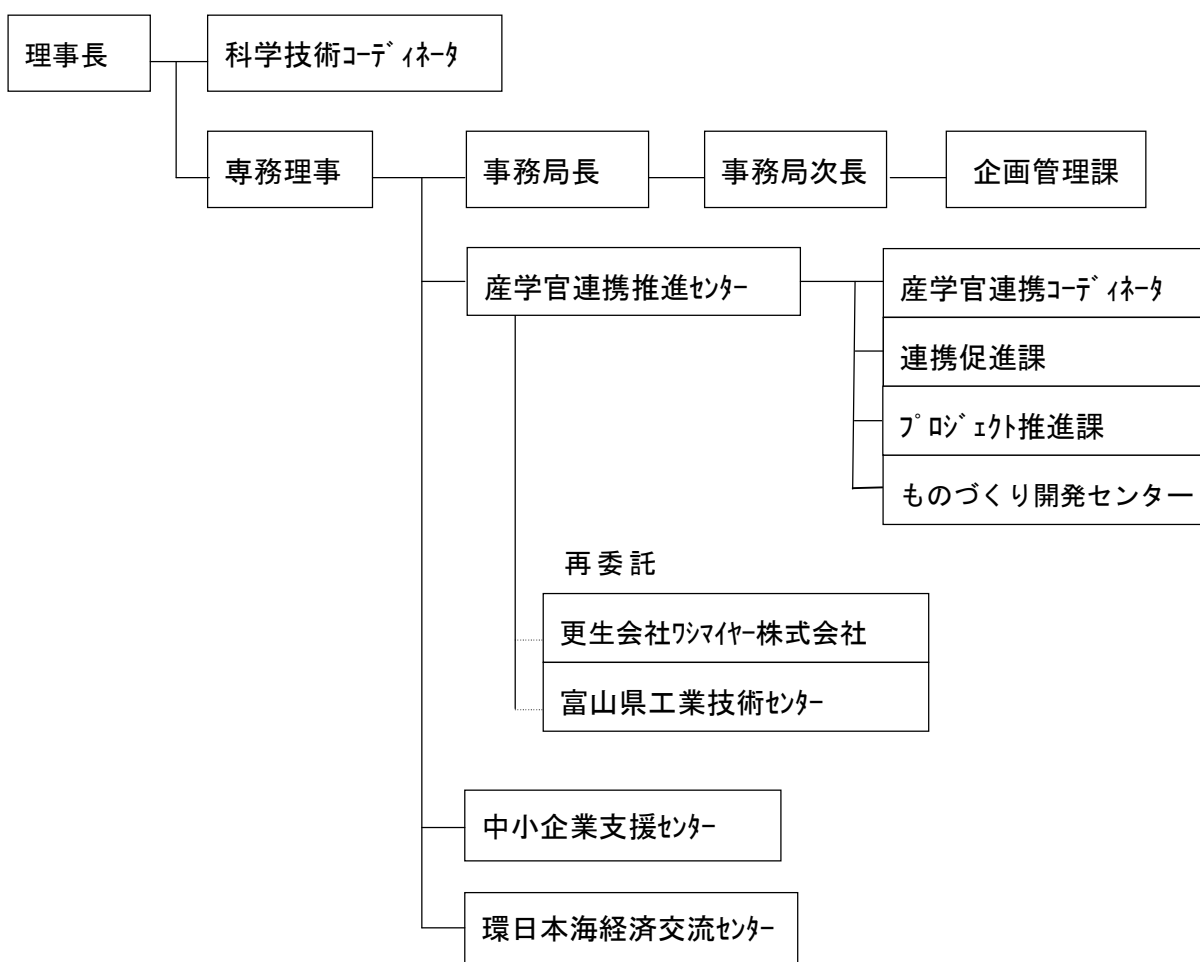 理事長
科学技術ｺｰﾃﾞｨﾈｰﾀ
専務理事
事務局長
事務局次長
企画管理課
産学官連携推進ｾﾝﾀｰ
産学官連携ｺｰﾃﾞｨﾈｰﾀ
連携促進課
ﾌﾟﾛｼﾞｪｸﾄ推進課
ものづくり開発センター
再委託
更生会社ﾜｼﾏｲﾔｰ株式会社
富山県工業技術ｾﾝﾀｰ
中小企業支援ｾﾝﾀｰ
環日本海経済交流ｾﾝﾀｰ